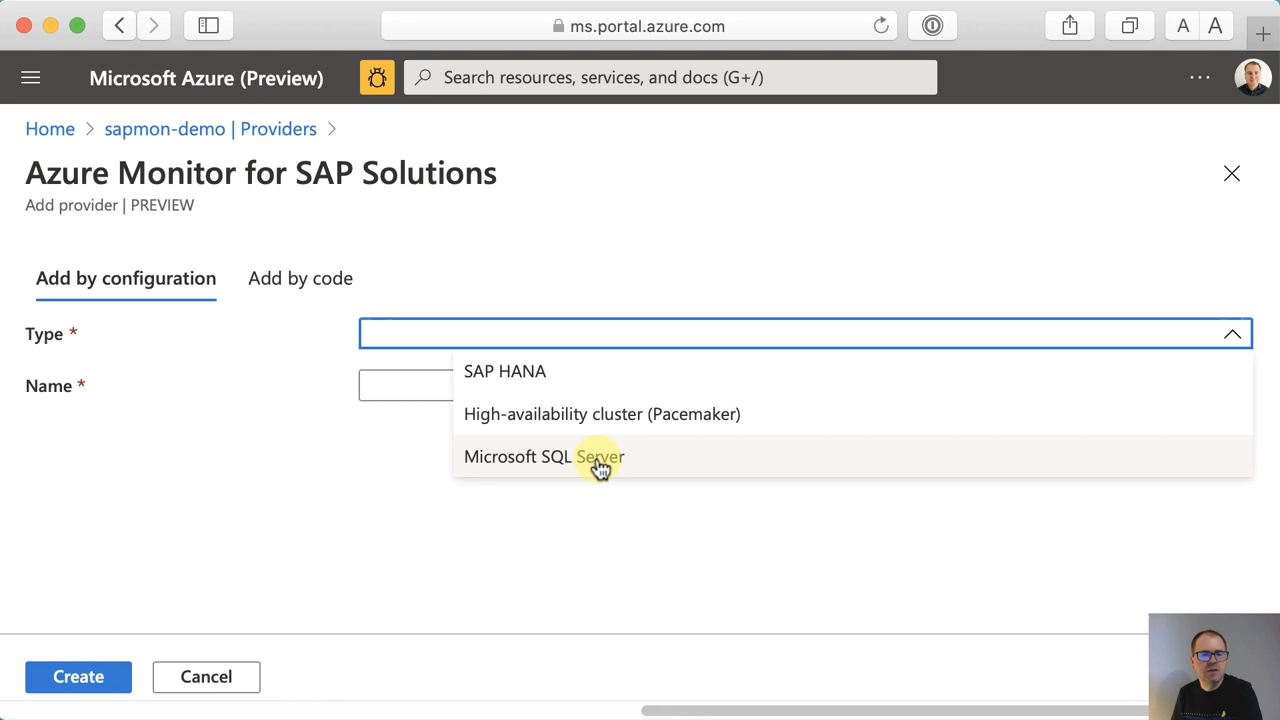 ms.portal.azure.com
A A
Microsoft Azure (Preview)
Search resources, services, and docs (G+/)
Home > sapmon-demo | Providers >
Azure Monitor for SAP Solutions
Add provider | PREVIEW
Add by configuration
Add by code
Type *
SAP HANA
Name *
High-availability cluster (Pacemaker)
Microsoft SQL Server
Create
Cancel